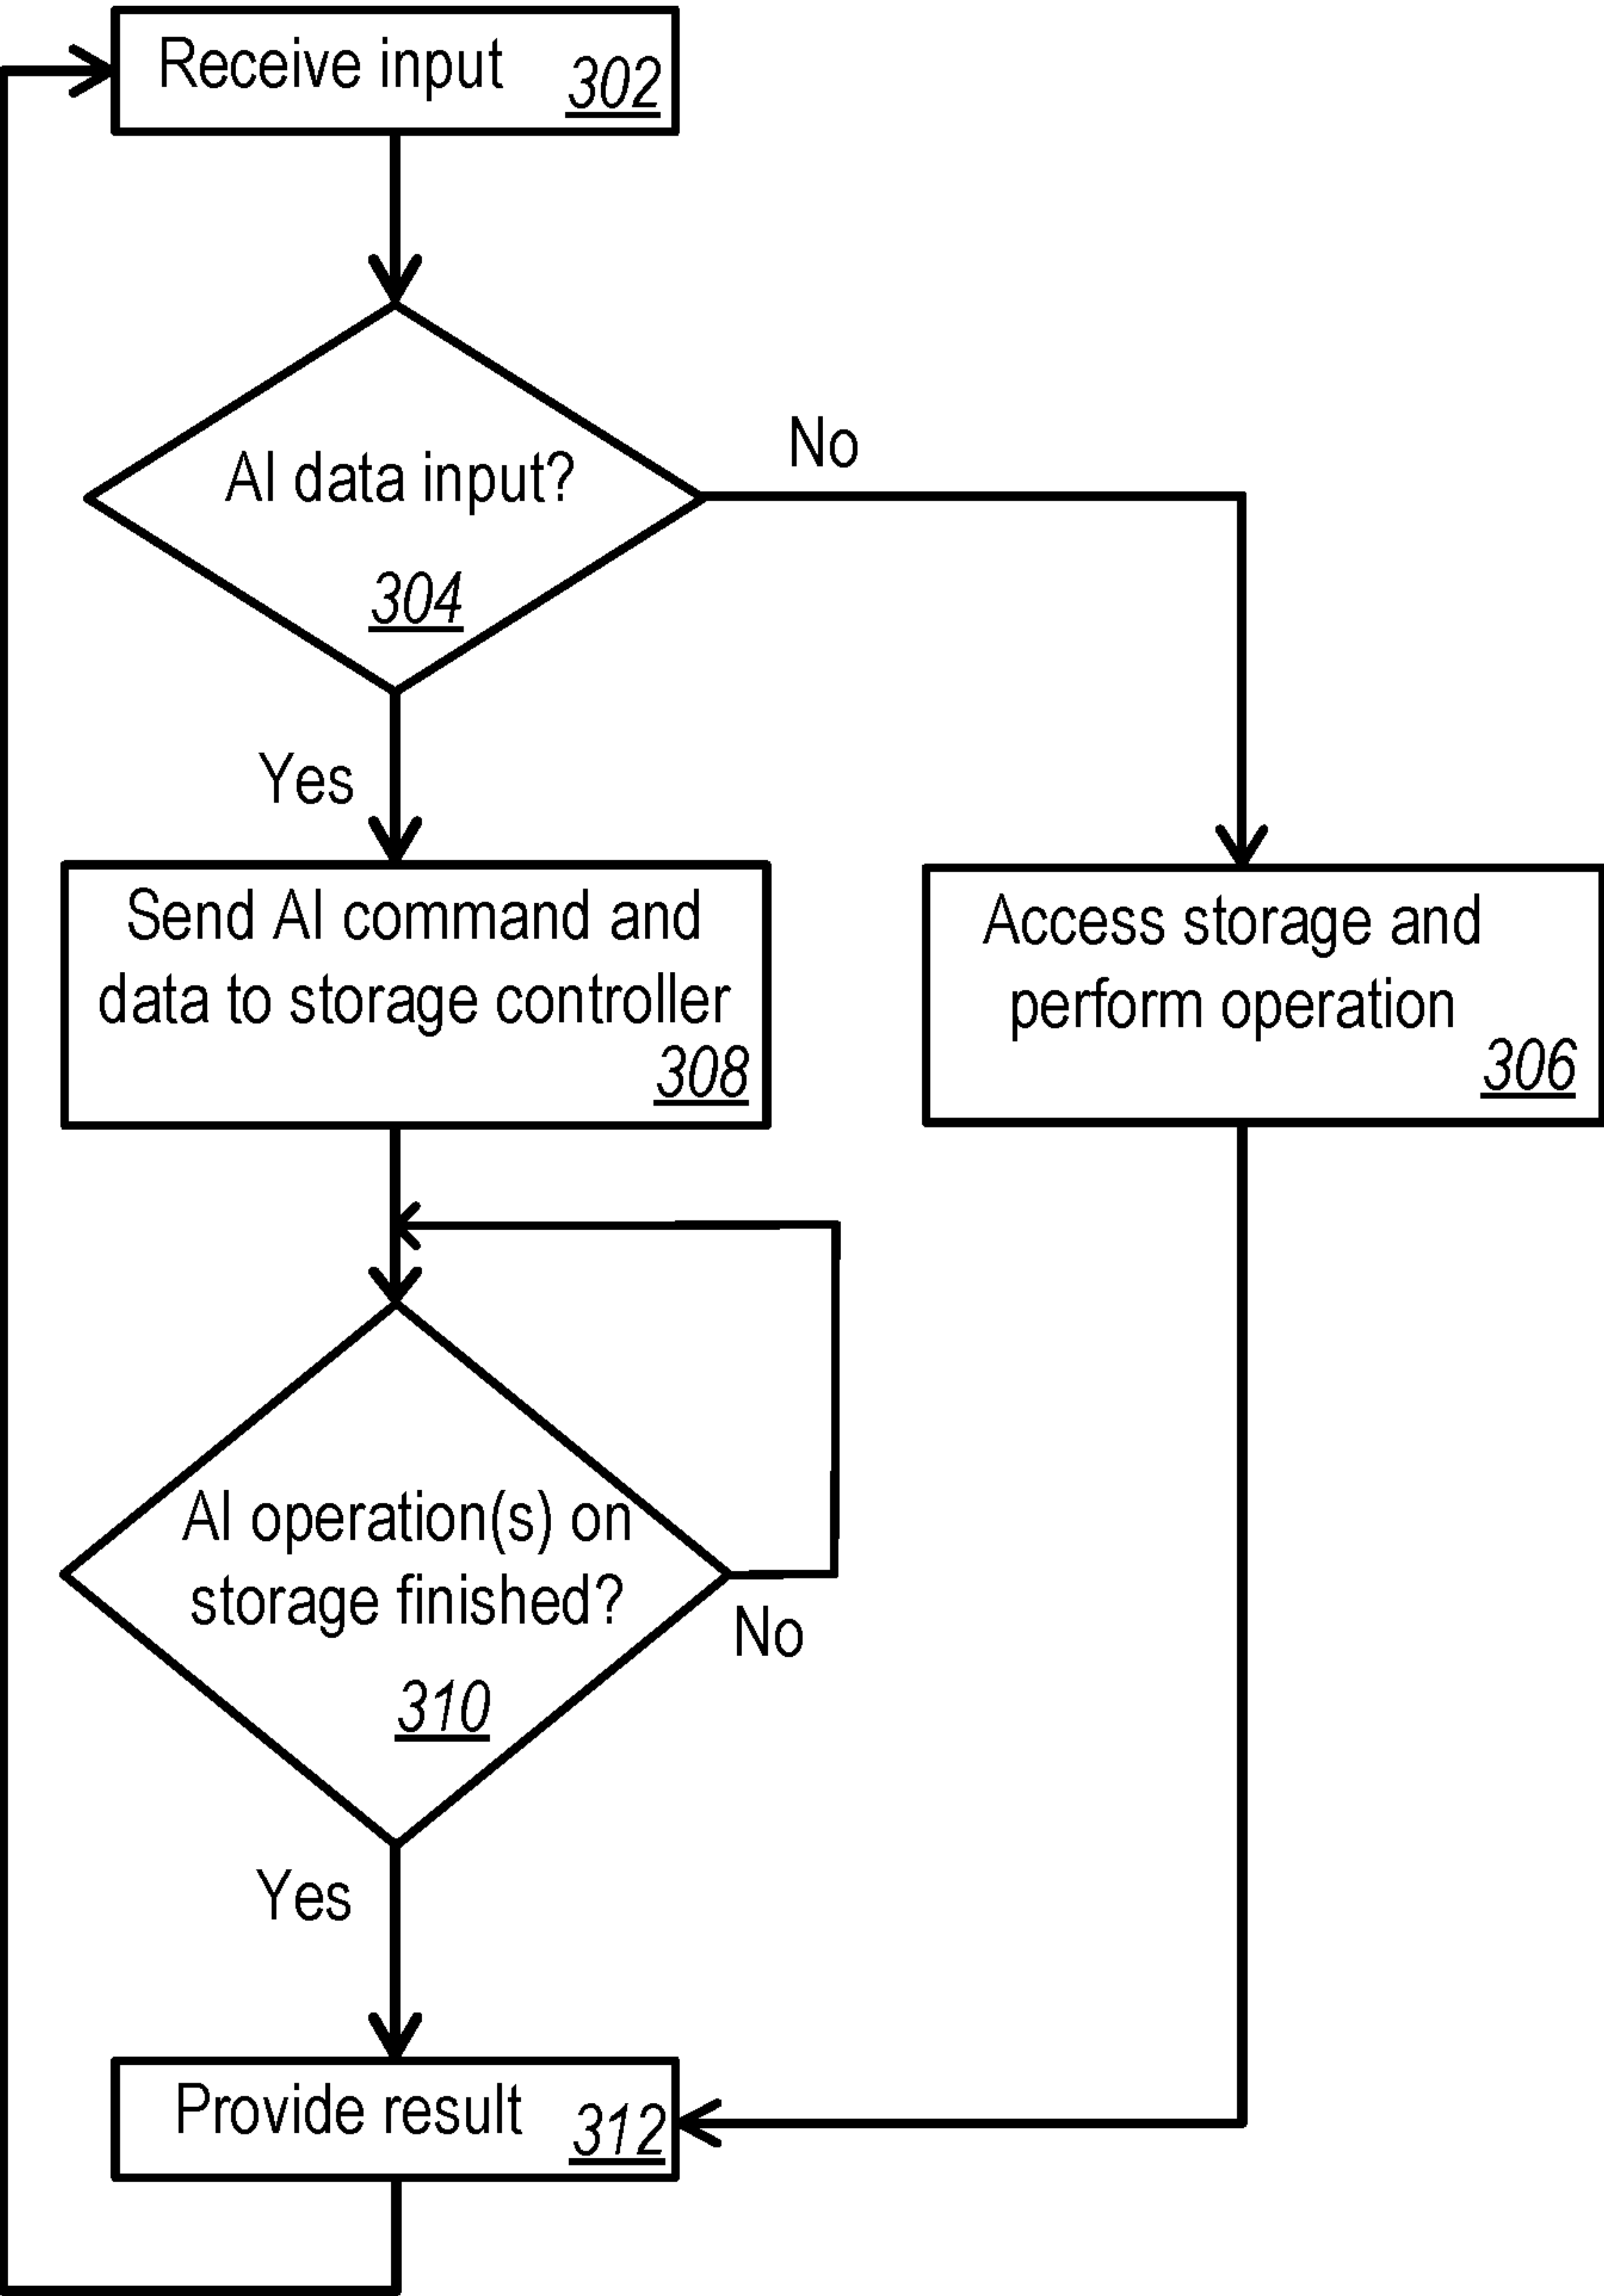 Receive input
302
AI data input?
304
No
Yes
Send AI command and
data to storage controller
308
Access storage and
perform operation
306
AI operation(s) on
storage finished?
310
No
Yes
Provide result
312